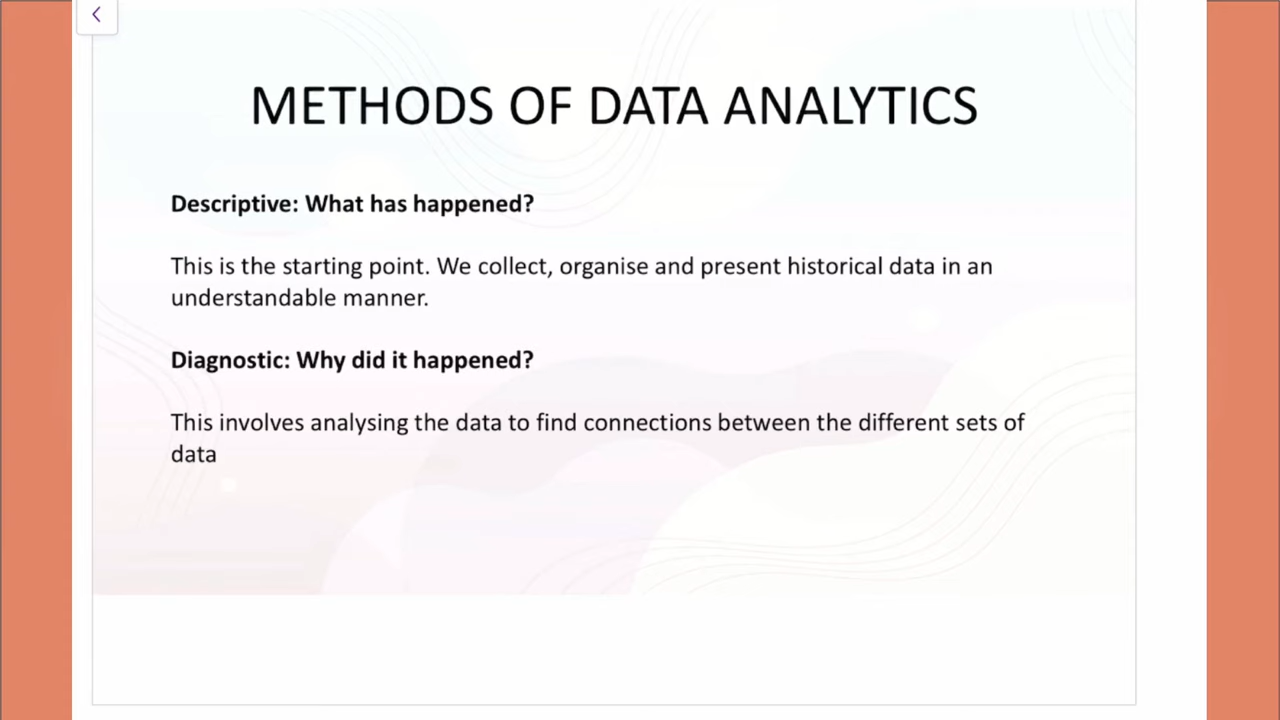 METHODS OF DATA ANALYTICS
Descriptive: What has happened?
This is the starting point. We collect, organise and present historical data in an
understandable manner.
Diagnostic: Why did it happened?
This involves analysing the data to find connections between the different sets of
data